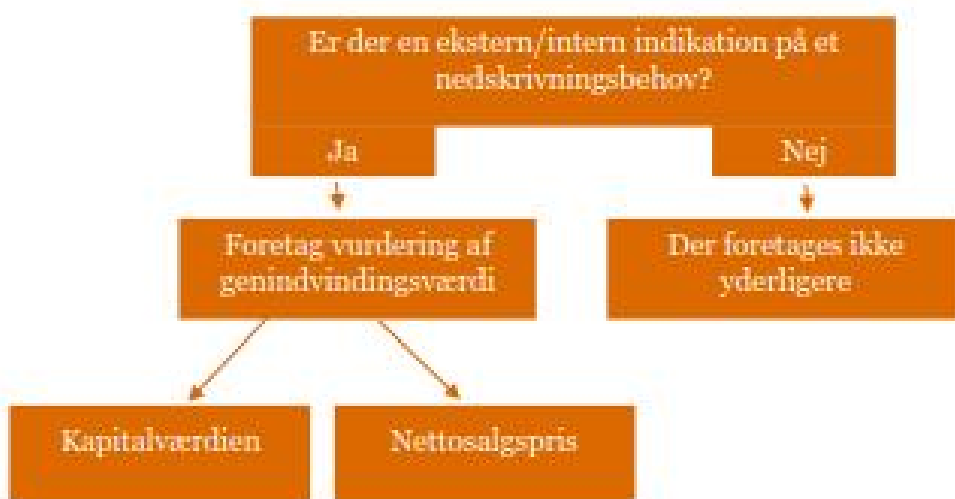 Er der en ekstern/intern indikation på et
nedskrivningsbehov?
Ja
Nej
Foretag vurdering af
genindvindingsværdi
Der foretages ikke
yderligere
Kapitalværdien
Nettosalgspris